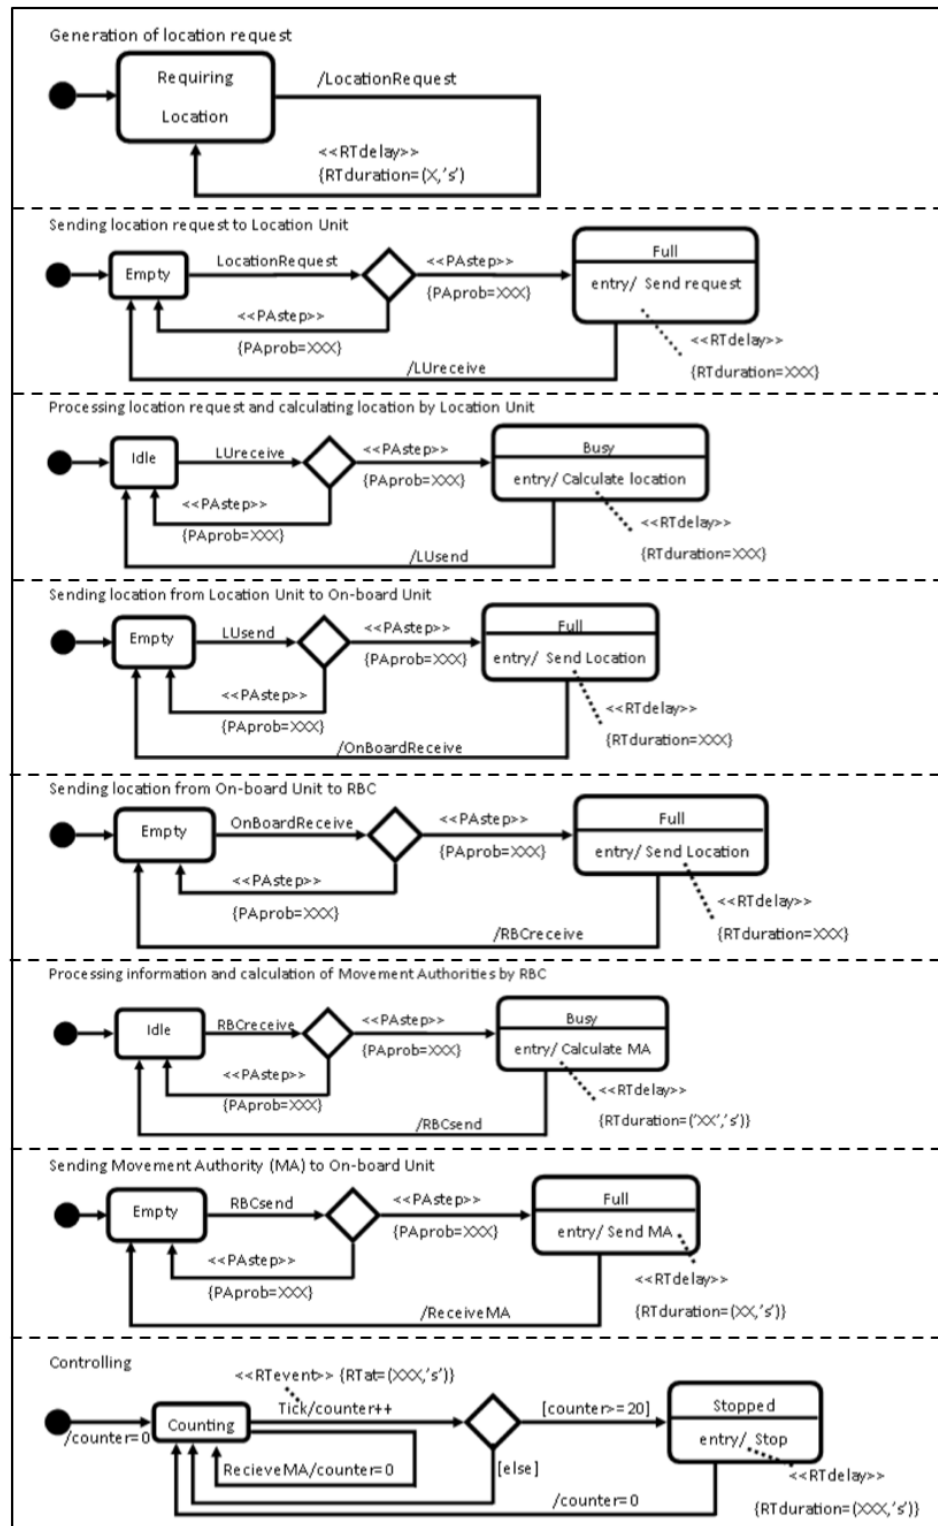 Generation of location request
Requiring
Location
/LocationRequest
<<RTdelay>>
{RTduration=(X,'s')
Sending location request to Location Unit
Empty
LocationRequest
<<PAstep>>
{PAprob=XXX}
<<PAstep>>
{PAprob=XXX}
Full
entry/ Send request
<<RTdelay>>
{RTduration=XXX}
/LUreceive
Processing location request and calculating location by Location Unit
Idle
LUreceive
<<PAstep>>
{PAprob=XXX}
<<PAstep>>
{PAprob=XXX}
Busy
entry/ Calculate location
<<RTdelay>>
{RTduration=XXX}
/LUsend
Sending location from Location Unit to On-board Unit
Empty
LUsend
<<PAstep>>
{PAprob=XXX}
<<PAstep>>
{PAprob=XXX}
Full
entry/ Send Location
<<RTdelay>>
{RTduration=XXX}
/OnBoardReceive
Sending location from On-board Unit to RBC
Empty
OnBoardReceive
<<PAstep>>
{PAprob=XXX}
<<PAstep>>
{PAprob=XXX}
Full
entry/ Send Location
<<RTdelay>>
{RTduration=XXX}
/RBCreceive
Processing information and calculation of Movement Authorities by RBC
Idle
RBCreceive
<<PAstep>>
{PAprob=XXX}
<<PAstep>>
{PAprob=XXX}
Busy
entry/ Calculate MA
<<RTdelay>>
{RTduration=('XX','s')}
/RBCsend
Sending Movement Authority (MA) to On-board Unit
Empty
RBCsend
<<PAstep>>
{PAprob=XXX}
<<PAstep>>
{PAprob=XXX}
Full
entry/ Send MA
<<RTdelay>>
{RTduration=(XX,'s')}
/ReceiveMA
Controlling
<<RTevent>> {RTat=(XXX,'s')}
/counter=0
Counting
Tick/counter++
RecieveMA/counter=0
[counter>=20]
[else]
Stopped
entry/ Stop
<<RTdelay>>
{RTduration=(XXX,'s')}
/counter=0